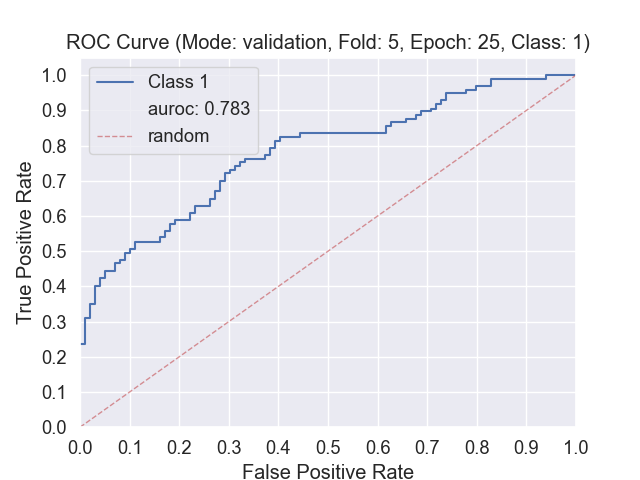 ROC Curve (Mode: validation, Fold: 5, Epoch: 25, Class: 1)
1.0
0.9
0.8
0.7
0.6
0.5
0.4
0.3
0.2
0.1
0.0
True Positive Rate
Class 1
auroc: 0.783
random
0.0 0.1 0.2 0.3 0.4 0.5 0.6 0.7 0.8 0.9 1.0
False Positive Rate